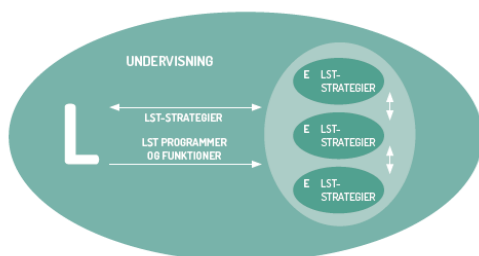 UNDERVISNING
L
LST-STRATEGIER
LST PROGRAMMER
OG FUNKTIONER
E LST-
STRATEGIER
E LST-
STRATEGIER
E LST-
STRATEGIER